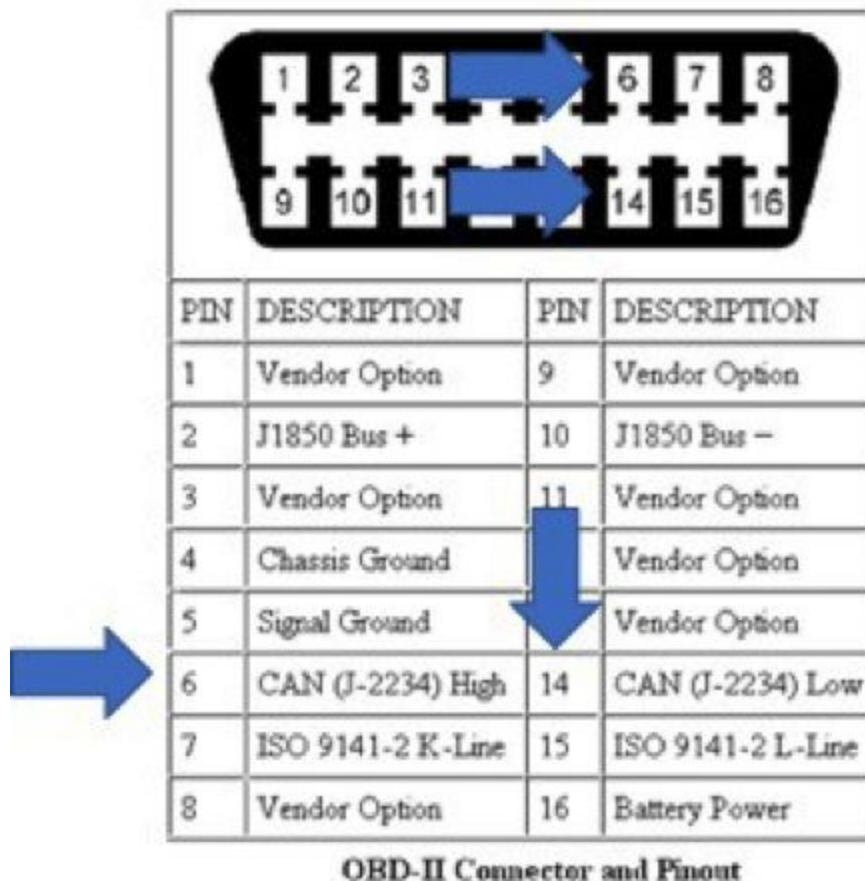 1 2 3 6 7 8
9 10 11 14 15 16
PIN DESCRIPTION PIN DESCRIPTION
1 Vendor Option 9 Vendor Option
2 J1850 Bus + 10 J1850 Bus −
3 Vendor Option 11 Vendor Option
4 Chassis Ground Vendor Option
5 Signal Ground Vendor Option
6 CAN (J-2234) High 14 CAN (J-2234) Low
7 ISO 9141-2 K-Line 15 ISO 9141-2 L-Line
8 Vendor Option 16 Battery Power
OBD-II Connector and Pinout